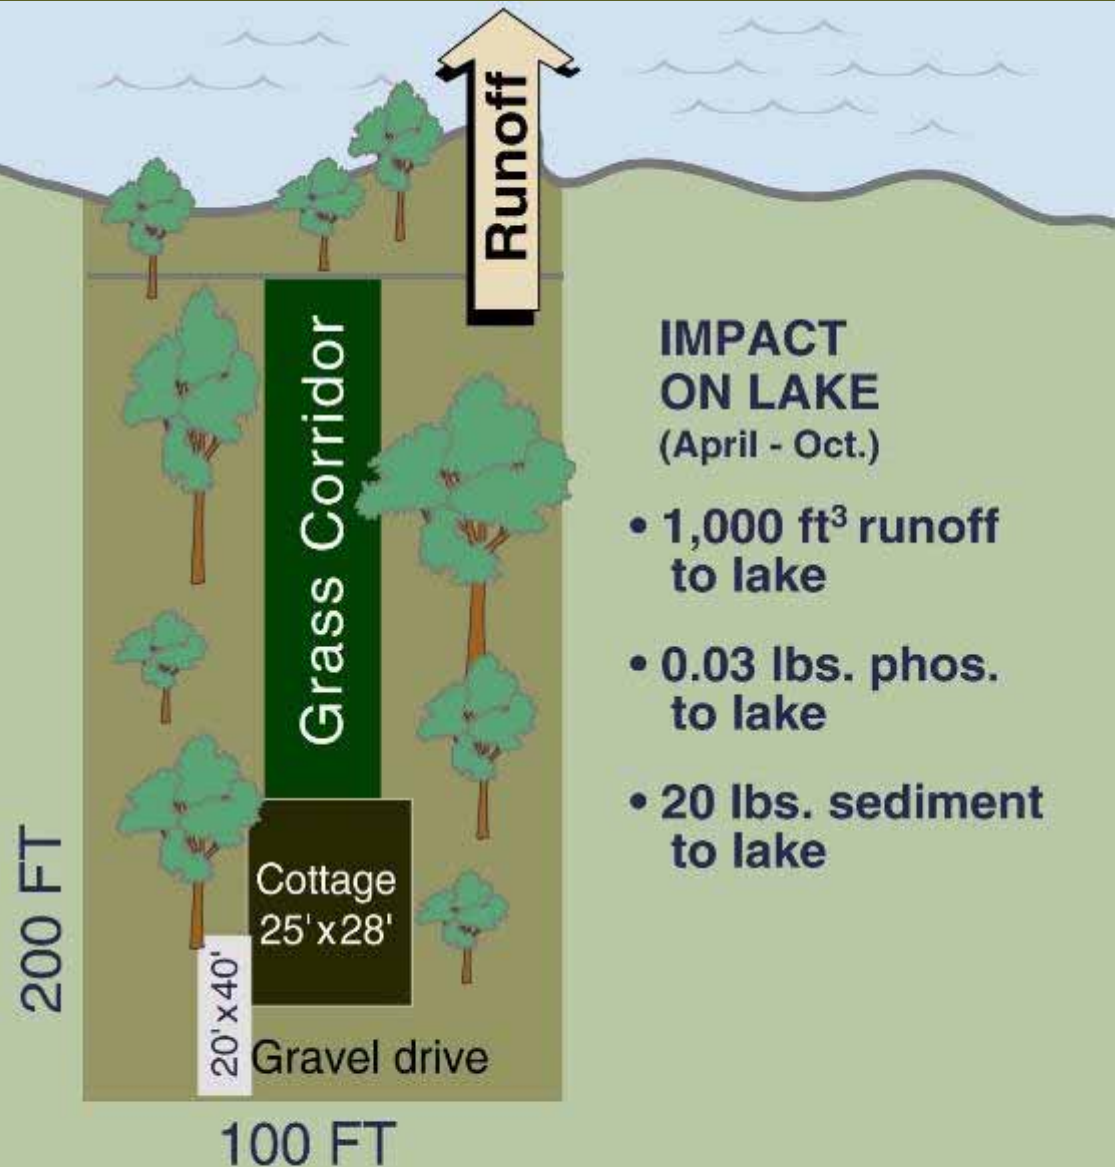 Runoff
Grass Corridor
IMPACT
ON LAKE
(April - Oct.)
• 1,000 ft³ runoff
to lake
• 0.03 lbs. phos.
to lake
• 20 lbs. sediment
to lake
Cottage
25'x28'
200 FT
20'x40'
Gravel drive
100 FT